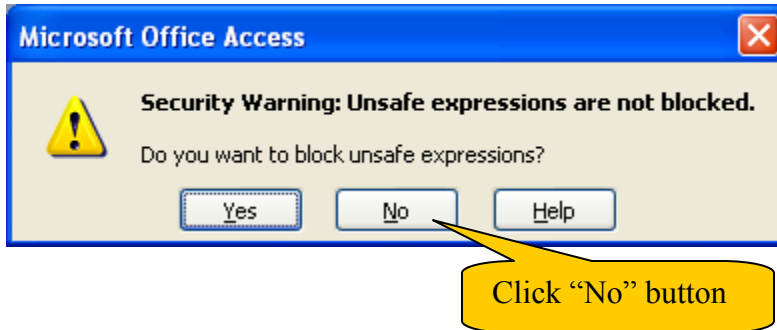 Microsoft Office Access
Security Warning: Unsafe expressions are not blocked.
Do you want to block unsafe expressions?
Yes No Help
Click “No” button